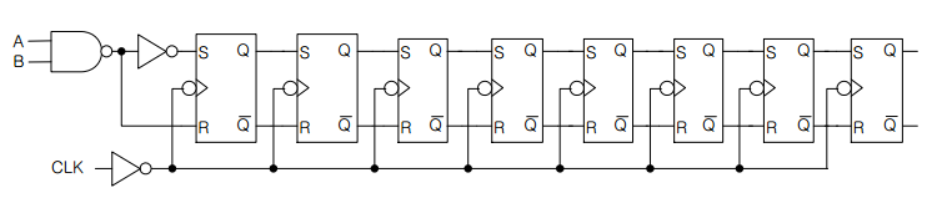 A
B
S Q S Q S Q S Q S Q S Q S Q S Q
R Q̅ R Q̅ R Q̅ R Q̅ R Q̅ R Q̅ R Q̅ R Q̅
CLK